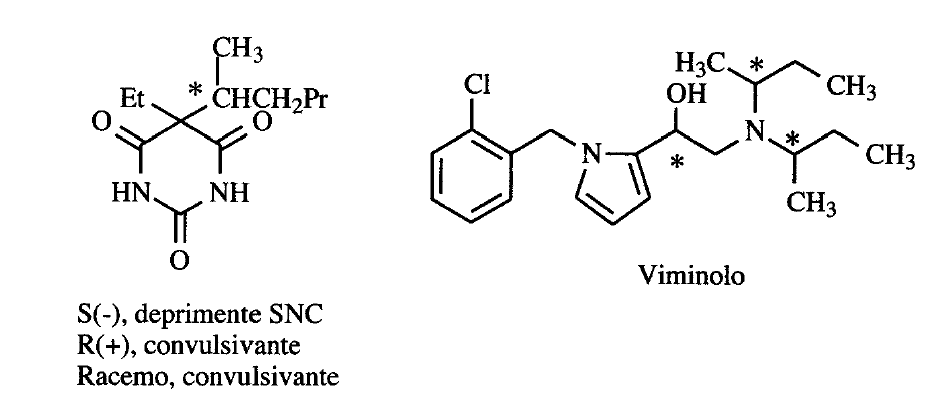 CH3
Et
*
CHCH2Pr
O
O
HN
NH
O
S(-), deprimente SNC
R(+), convulsivante
Racemo, convulsivante
Cl
H3C
*
CH3
OH
N
N
*
*
CH3
CH3
Viminolo